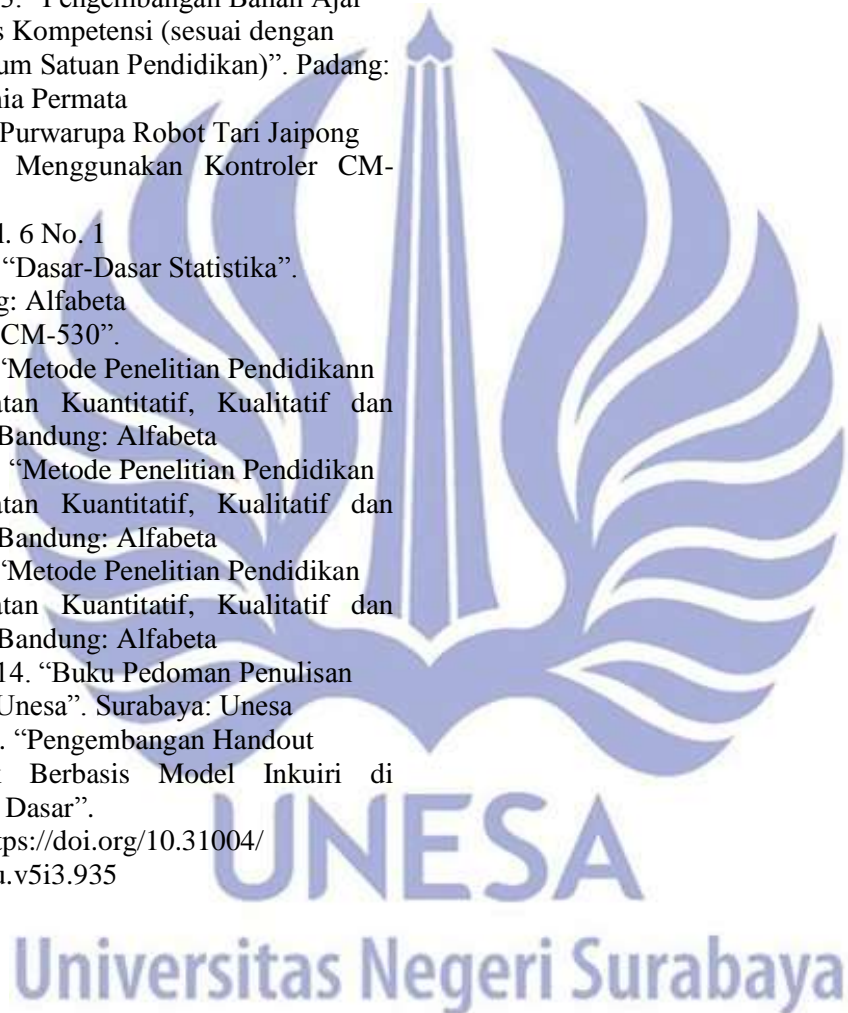 3. “Pengembangan Bahan Ajar
s Kompetensi (sesuai dengan
um Satuan Pendidikan)”. Padang:
nia Permata
Purwarupa Robot Tari Jaipong
Menggunakan Kontroler CM-
l. 6 No. 1
“Dasar-Dasar Statistika”.
g: Alfabeta
CM-530”.
“Metode Penelitian Pendidikann
atan Kuantitatif, Kualitatif dan
Bandung: Alfabeta
“Metode Penelitian Pendidikan
atan Kuantitatif, Kualitatif dan
Bandung: Alfabeta
“Metode Penelitian Pendidikan
atan Kuantitatif, Kualitatif dan
Bandung: Alfabeta
14. “Buku Pedoman Penulisan
Unesa”. Surabaya: Unesa
. “Pengembangan Handout
Berbasis Model Inkuiri di
Dasar”.
tps://doi.org/10.31004/
u.v5i3.935
UNESA
Universitas Negeri Surabaya